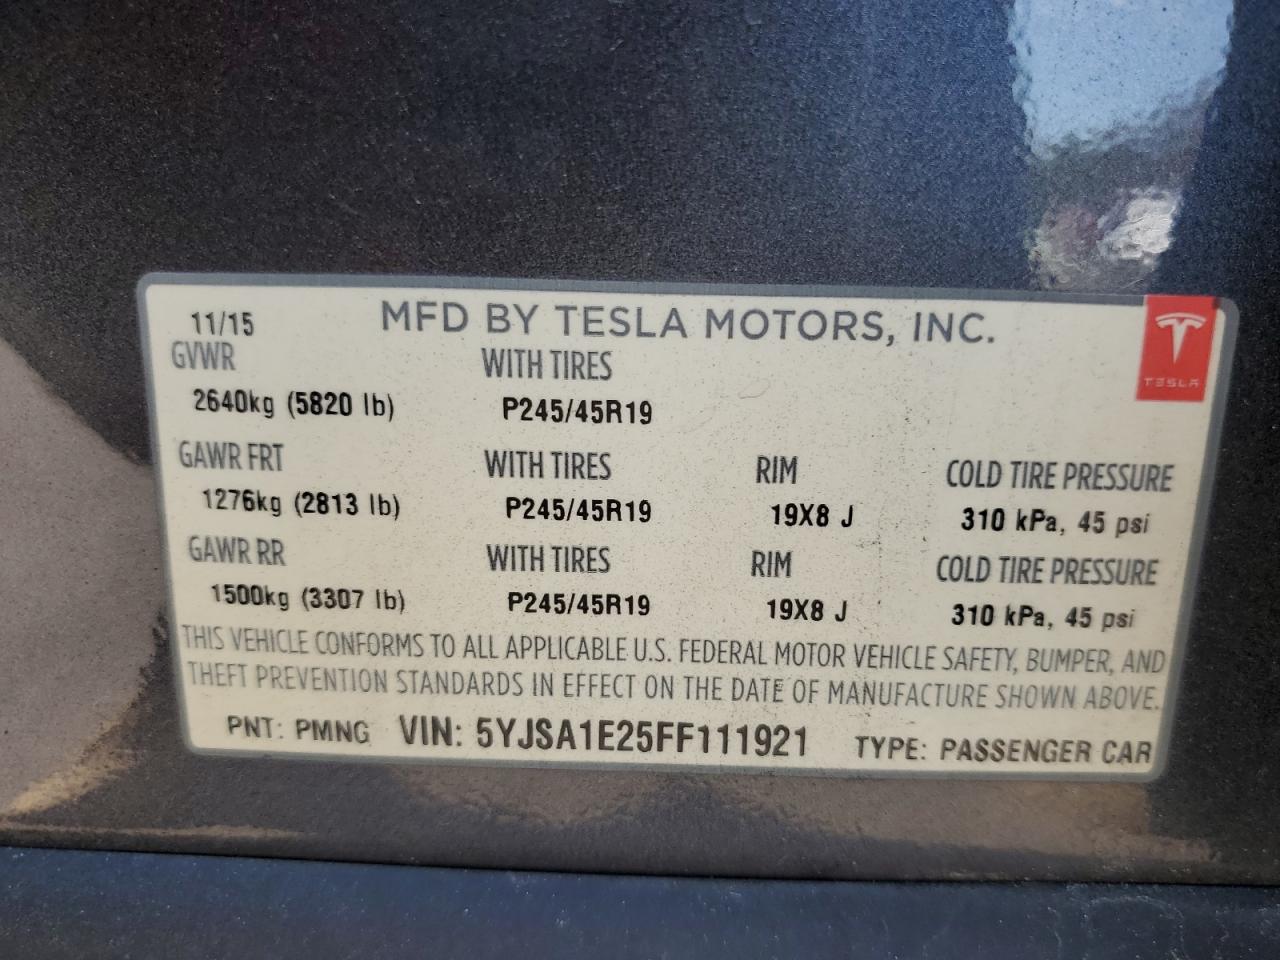 11/15 MFD BY TESLA MOTORS, INC.
TESLA
GVWR WITH TIRES
2640kg (5820 lb) P245/45R19
GAWR FRT WITH TIRES RIM COLD TIRE PRESSURE
1276kg (2813 lb) P245/45R19 19X8 J 310 kPa, 45 psi
GAWR RR WITH TIRES RIM COLD TIRE PRESSURE
1500kg (3307 lb) P245/45R19 19X8 J 310 kPa, 45 psi
THIS VEHICLE CONFORMS TO ALL APPLICABLE U.S. FEDERAL MOTOR VEHICLE SAFETY, BUMPER, AND
THEFT PREVENTION STANDARDS IN EFFECT ON THE DATE OF MANUFACTURE SHOWN ABOVE.
PNT: PMNG VIN: 5YJSA1E25FF111921 TYPE: PASSENGER CAR